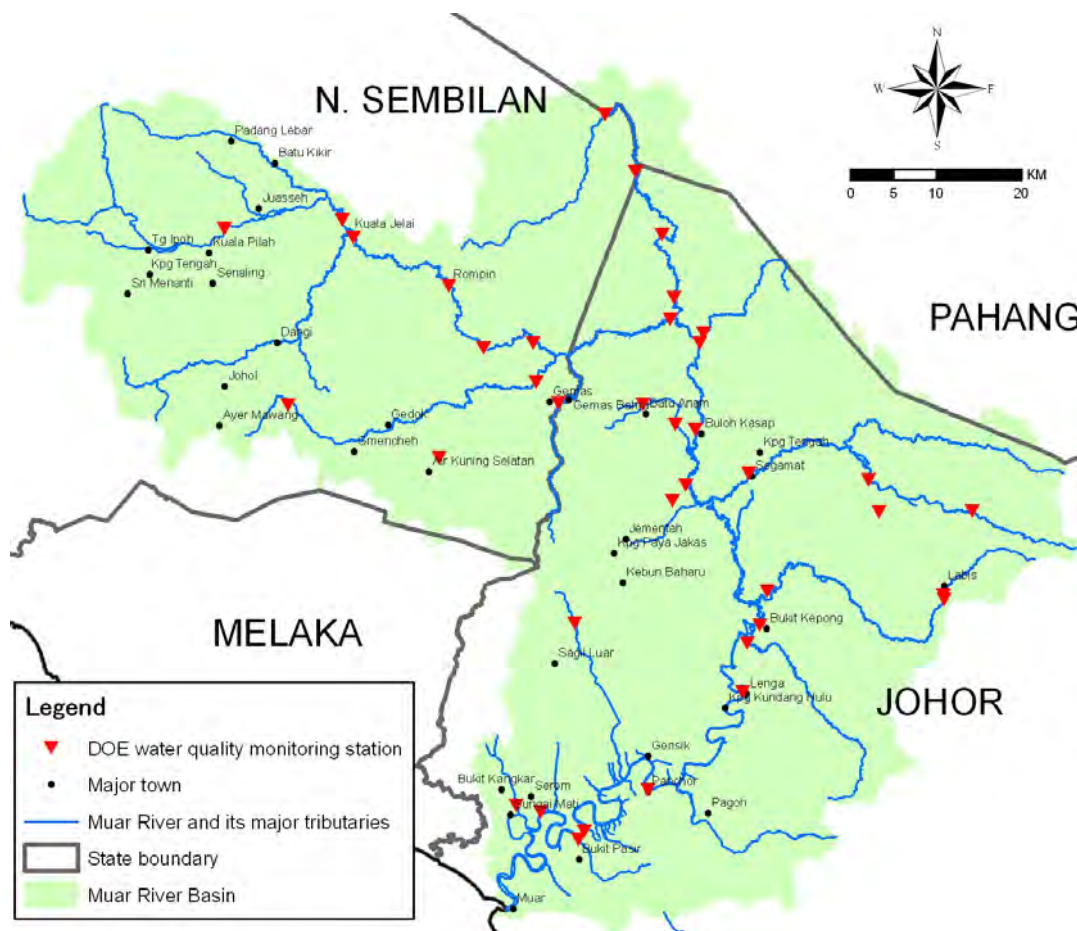 N
W
E
S
KM
0
5
10
20
N. SEMBILAN
PAHANG
MELAKA
JOHOR
Padang Lebar
Batu Kikir
Juasseh
Kuala Jelai
Tg Ipoh
Kuala Pilah
Kpg Tengah
Senaling
Sri Menanti
Rompin
Dangi
Johol
Ayer Mawang
Gedok
Gmencheh
Air Kuning Selatan
Gemas
Batu Anam
Buloh Kasap
Kpg Tengah
Segamat
Jementah
Kpg Paya Jakas
Kebun Baharu
Labis
Bukit Kepong
Sagil Luar
Lenga
Kpg Kundang Hulu
Gersik
Panchor
Pagoh
Bukit Kangkar
Serom
Sungai Mati
Bukit Pasir
Muar
Legend
DOE water quality monitoring station
Major town
Muar River and its major tributaries
State boundary
Muar River Basin